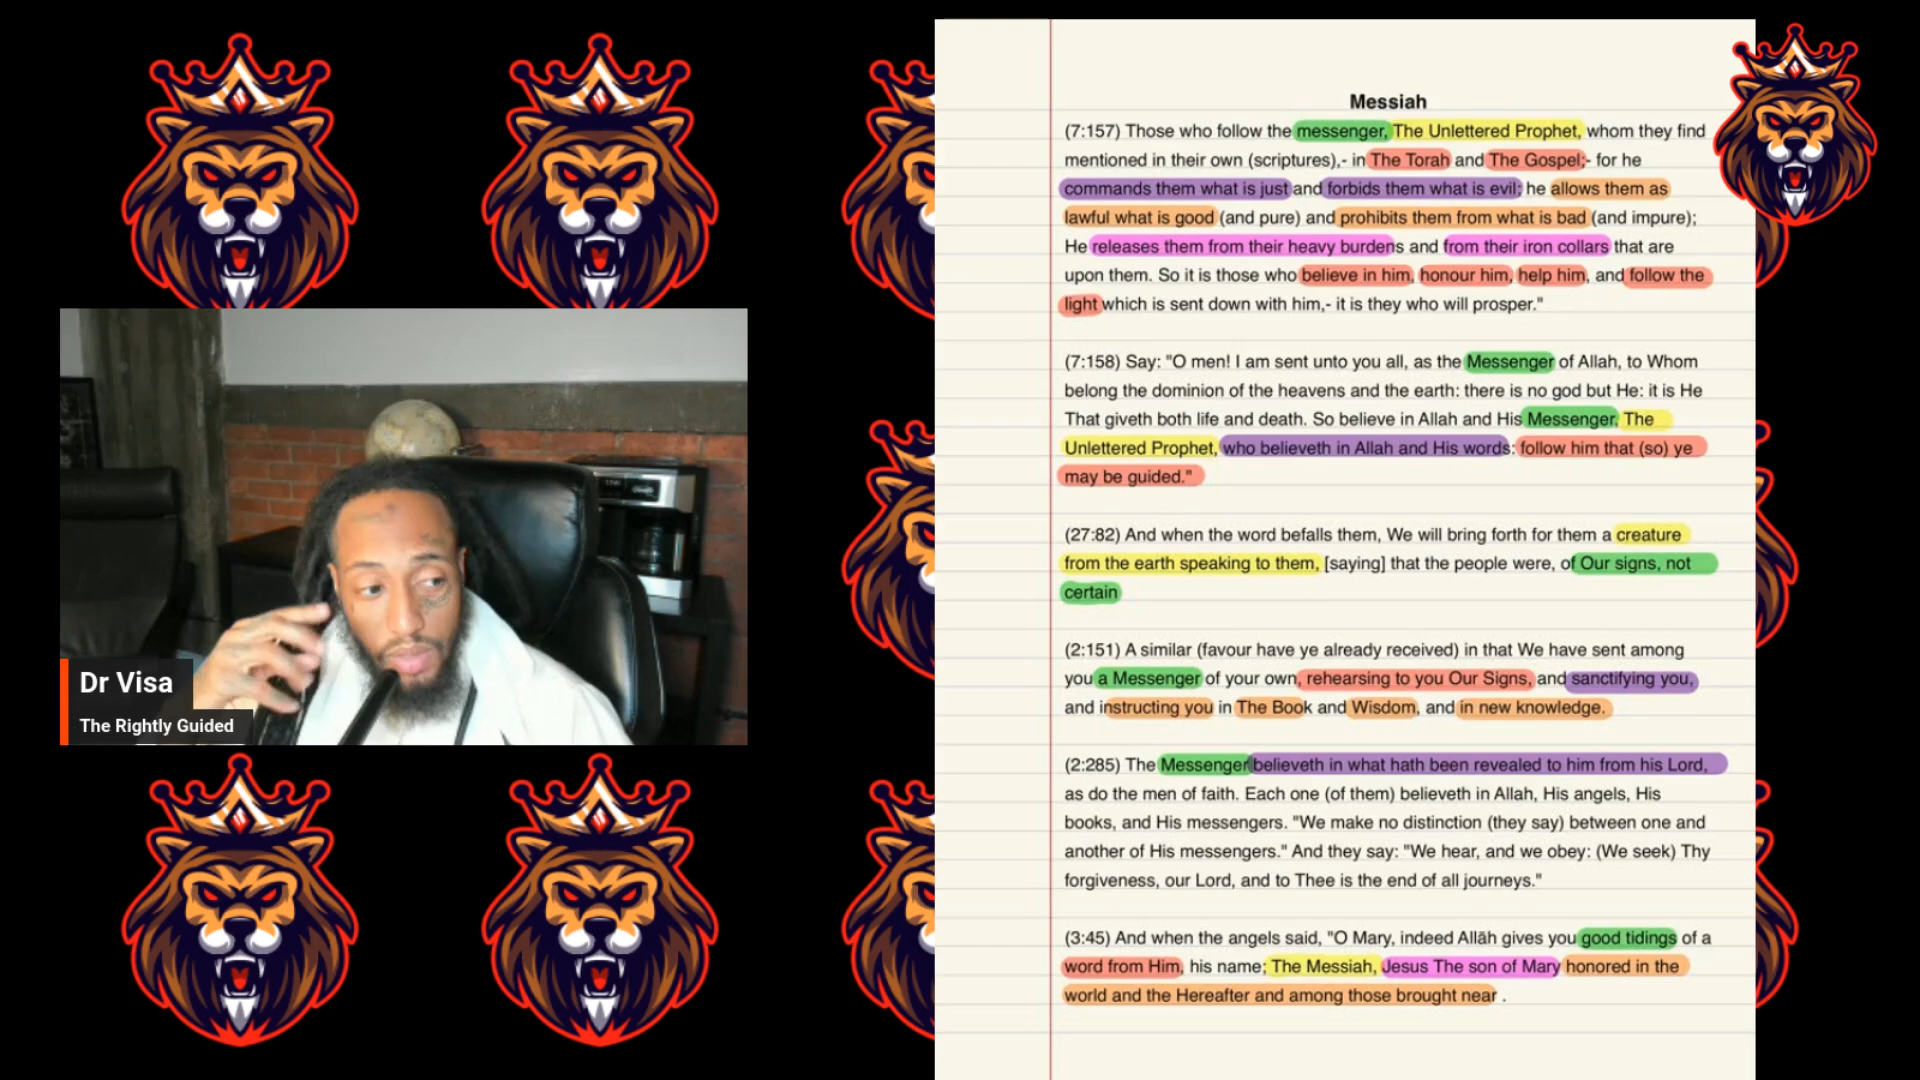 Messiah
(7:157) Those who follow the messenger, The Unlettered Prophet, whom they find
mentioned in their own (scriptures),- in The Torah and The Gospel;- for he
commands them what is just and forbids them what is evil; he allows them as
lawful what is good (and pure) and prohibits them from what is bad (and impure);
He releases them from their heavy burdens and from their iron collars that are
upon them. So it is those who believe in him, honour him, help him, and follow the
light which is sent down with him,- it is they who will prosper."
(7:158) Say: "O men! I am sent unto you all, as the Messenger of Allah, to Whom
belong the dominion of the heavens and the earth: there is no god but He: it is He
That giveth both life and death. So believe in Allah and His Messenger, The
Unlettered Prophet, who believeth in Allah and His words: follow him that (so) ye
may be guided."
(27:82) And when the word befalls them, We will bring forth for them a creature
from the earth speaking to them, [saying] that the people were, of Our signs, not
certain
(2:151) A similar (favour have ye already received) in that We have sent among
you a Messenger of your own, rehearsing to you Our Signs, and sanctifying you,
and instructing you in The Book and Wisdom, and in new knowledge.
(2:285) The Messenger believeth in what hath been revealed to him from his Lord,
as do the men of faith. Each one (of them) believeth in Allah, His angels, His
books, and His messengers. "We make no distinction (they say) between one and
another of His messengers." And they say: "We hear, and we obey: (We seek) Thy
forgiveness, our Lord, and to Thee is the end of all journeys."
(3:45) And when the angels said, "O Mary, indeed Allāh gives you good tidings of a
word from Him, his name; The Messiah, Jesus The son of Mary honored in the
world and the Hereafter and among those brought near .
Dr Visa
The Rightly Guided